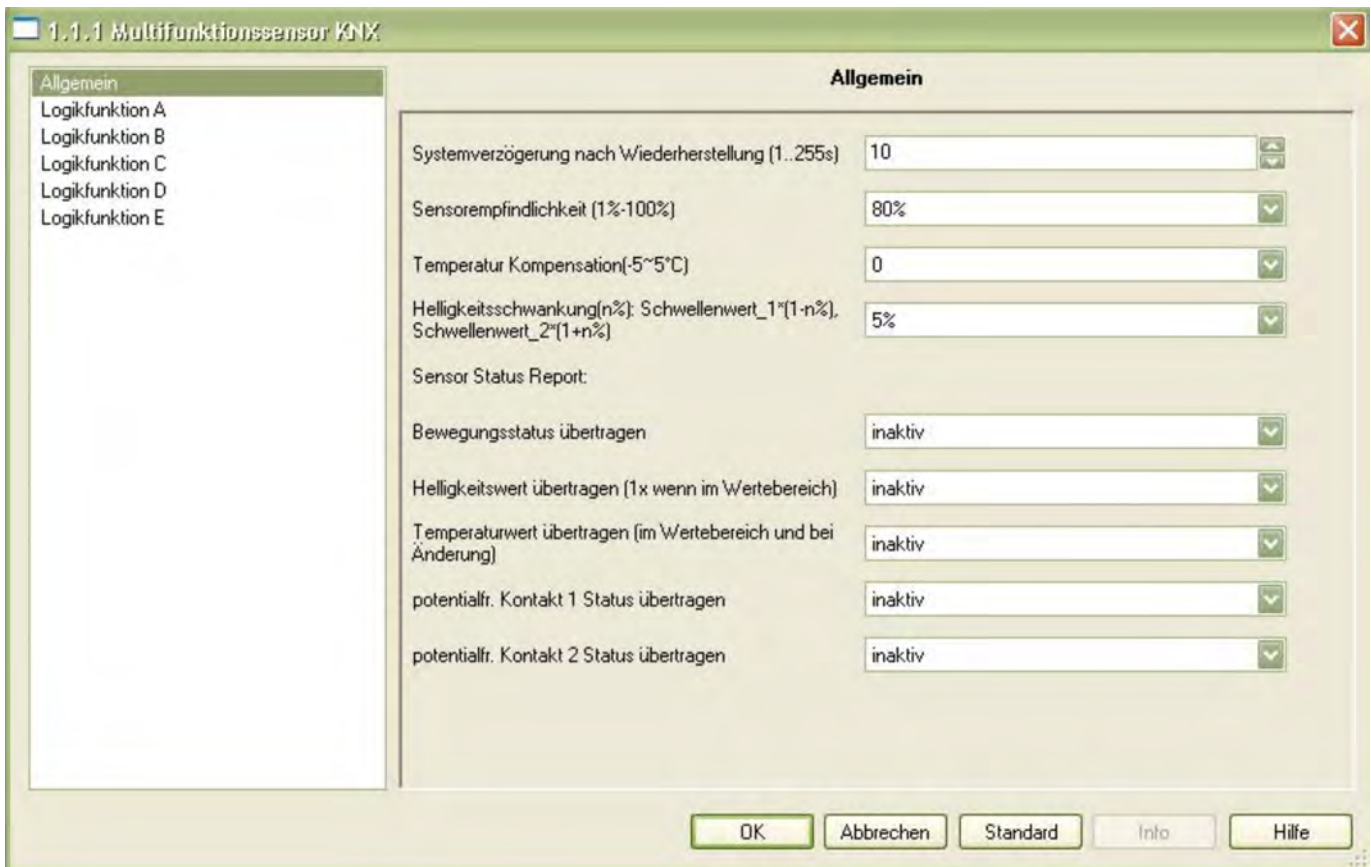 1.1.1 Multifunktionssensor KNX
Allgemein
Logikfunktion A
Logikfunktion B
Logikfunktion C
Logikfunktion D
Logikfunktion E
Allgemein
Systemverzögerung nach Wiederherstellung (1..255s)
10
Sensorempfindlichkeit (1%-100%)
80%
Temperatur Kompensation(-5~5°C)
0
Helligkeitsschwankung(n%): Schwellenwert_1*(1-n%),
Schwellenwert_2*(1+n%)
5%
Sensor Status Report:
Bewegungsstatus übertragen
inaktiv
Helligkeitswert übertragen (1x wenn im Wertebereich)
inaktiv
Temperaturwert übertragen (im Wertebereich und bei
Änderung)
inaktiv
potentialfr. Kontakt 1 Status übertragen
inaktiv
potentialfr. Kontakt 2 Status übertragen
inaktiv
OK
Abbrechen
Standard
Info
Hilfe